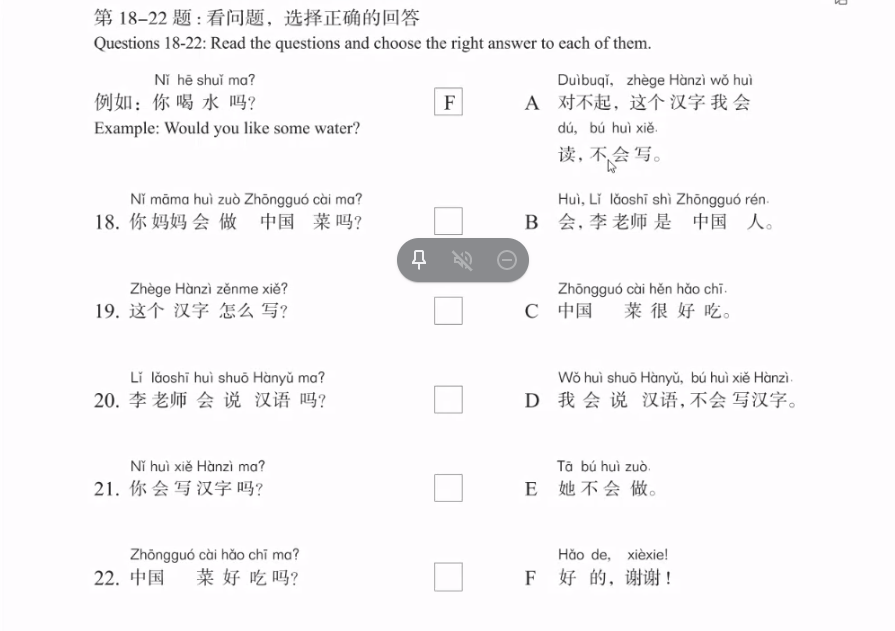 第 18–22 题：看问题，选择正确的回答
Questions 18-22: Read the questions and choose the right answer to each of them.
Nǐ hē shuǐ ma?
例如：你 喝 水 吗？
Example: Would you like some water?
F
Duìbuqǐ, zhège Hànzì wǒ huì
A 对不起，这个 汉字 我 会
dú, bú huì xiě.
读，不 会 写。
Nǐ māma huì zuò Zhōngguó cài ma?
18. 你 妈妈 会 做 中国 菜 吗？
Huì, Lǐ lǎoshī shì Zhōngguó rén.
B 会，李 老师 是 中国 人。
Zhège Hànzì zěnme xiě?
19. 这个 汉字 怎么 写？
Zhōngguó cài hěn hǎo chī.
C 中国 菜 很 好 吃。
Lǐ lǎoshī huì shuō Hànyǔ ma?
20. 李 老师 会 说 汉语 吗？
Wǒ huì shuō Hànyǔ, bú huì xiě Hànzì.
D 我 会 说 汉语，不会 写汉字。
Nǐ huì xiě Hànzì ma?
21. 你 会 写 汉字 吗？
Tā bú huì zuò.
E 她 不 会 做。
Zhōngguó cài hǎo chī ma?
22. 中国 菜 好 吃 吗？
Hǎo de, xièxie!
F 好 的，谢谢！